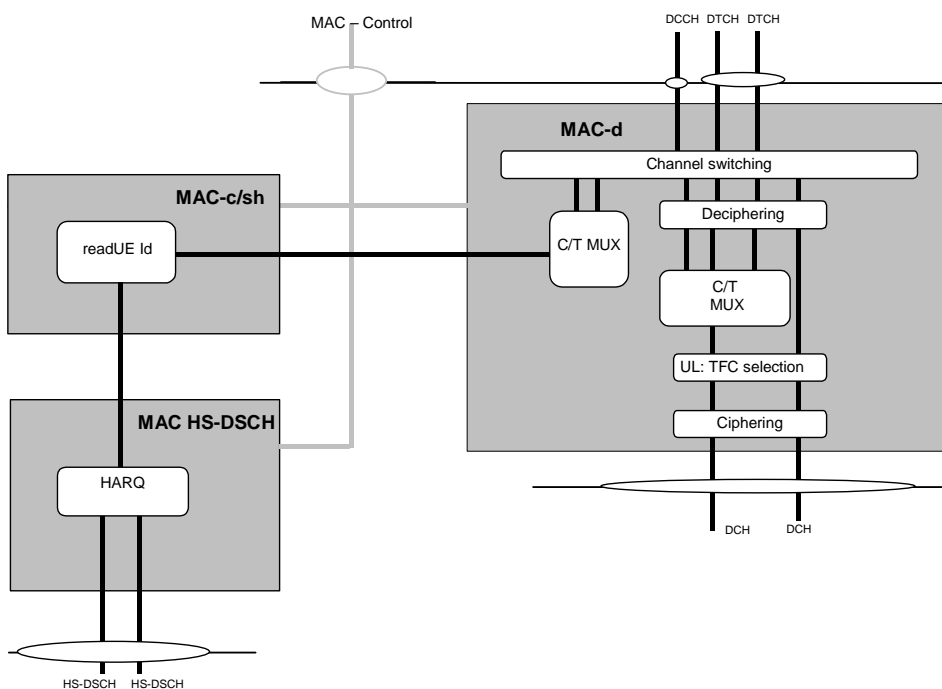 MAC – Control
DCCH DTCH DTCH
MAC-d
Channel switching
MAC-c/sh
Deciphering
readUE Id
C/T MUX
C/T
MUX
UL: TFC selection
MAC HS-DSCH
Ciphering
HARQ
DCH DCH
HS-DSCH HS-DSCH